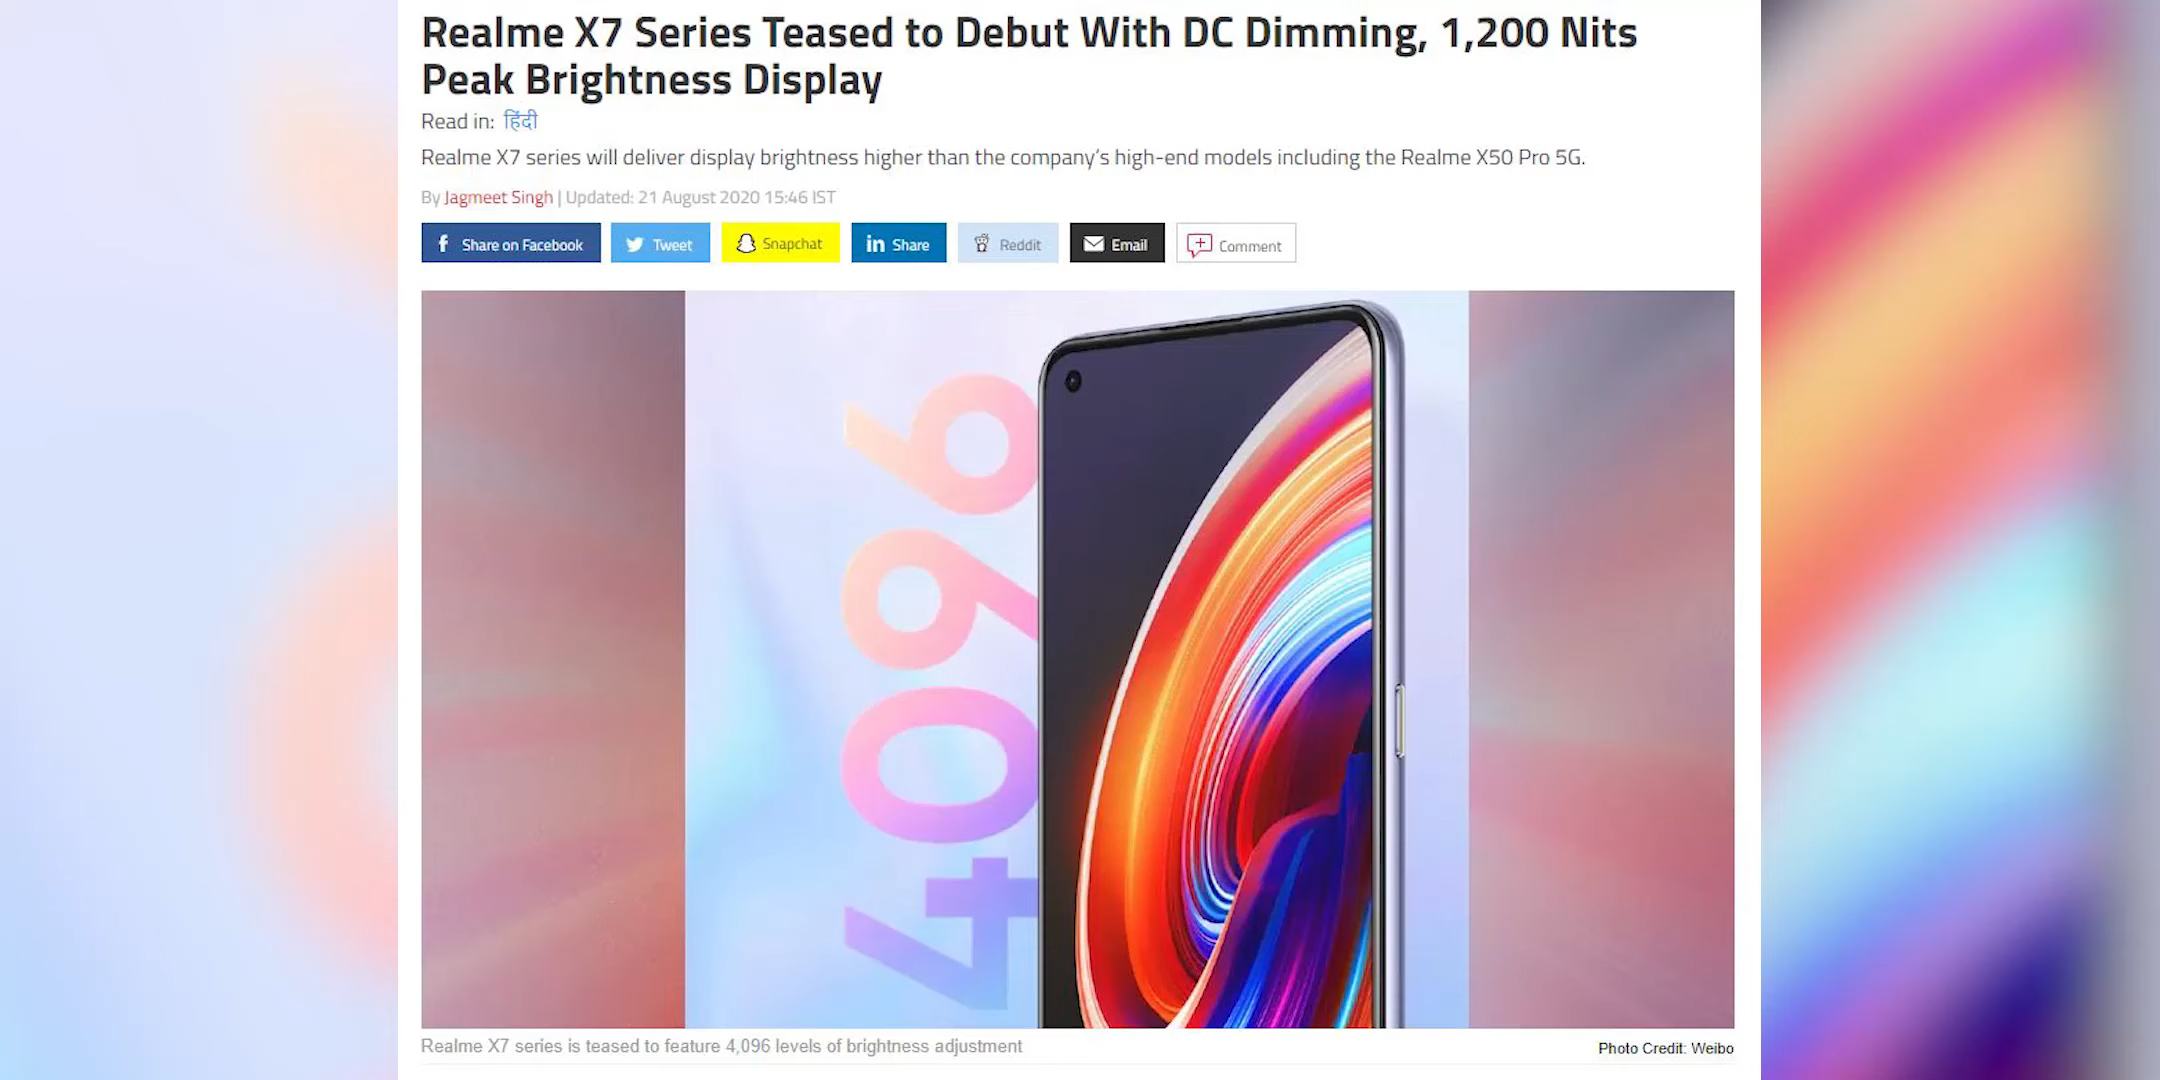 Realme X7 Series Teased to Debut With DC Dimming, 1,200 Nits
Peak Brightness Display
Read in: हिंदी
Realme X7 series will deliver display brightness higher than the company's high-end models including the Realme X50 Pro 5G.
By Jagmeet Singh | Updated: 21 August 2020 15:46 IST
Share on Facebook Tweet Snapchat in Share Reddit Email Comment
4096
Realme X7 series is teased to feature 4,096 levels of brightness adjustment
Photo Credit: Weibo